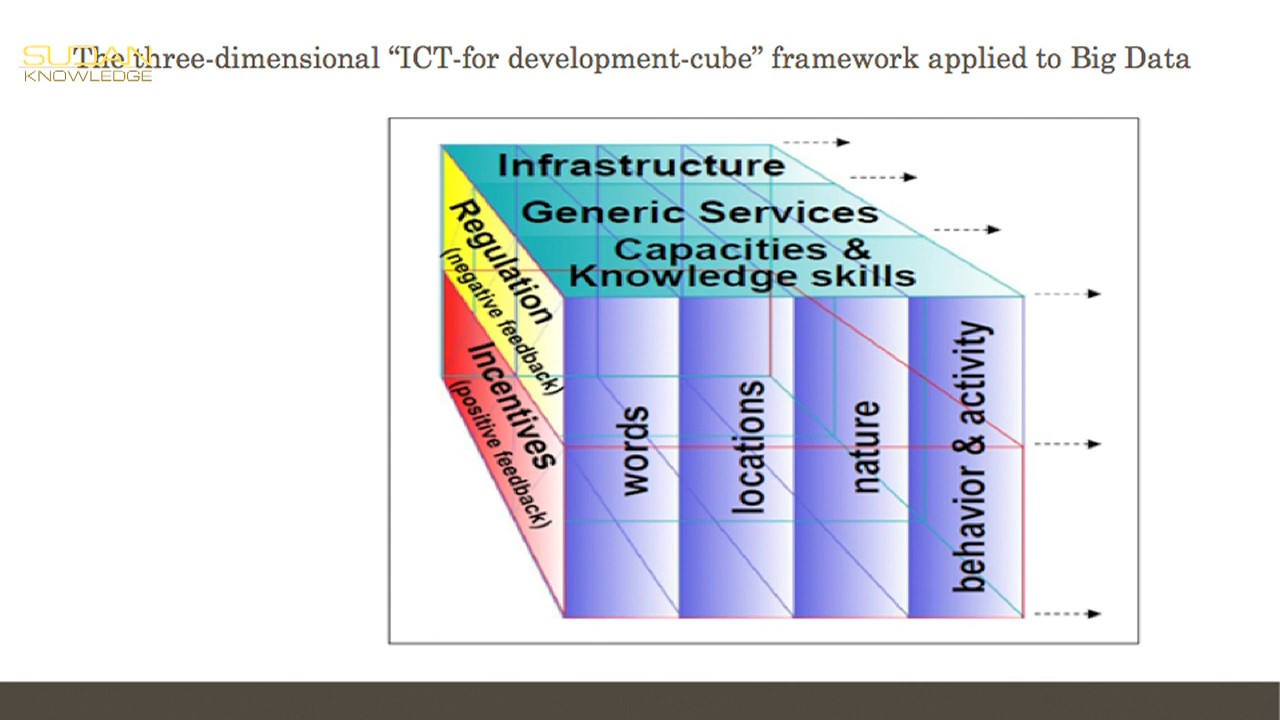 The three-dimensional “ICT-for development-cube” framework applied to Big Data
SUDAN
KNOWLEDGE
Infrastructure
Generic Services
Capacities &
Knowledge skills
Regulation
(negative feedback)
Incentives
(positive feedback)
words
locations
nature
behavior & activity